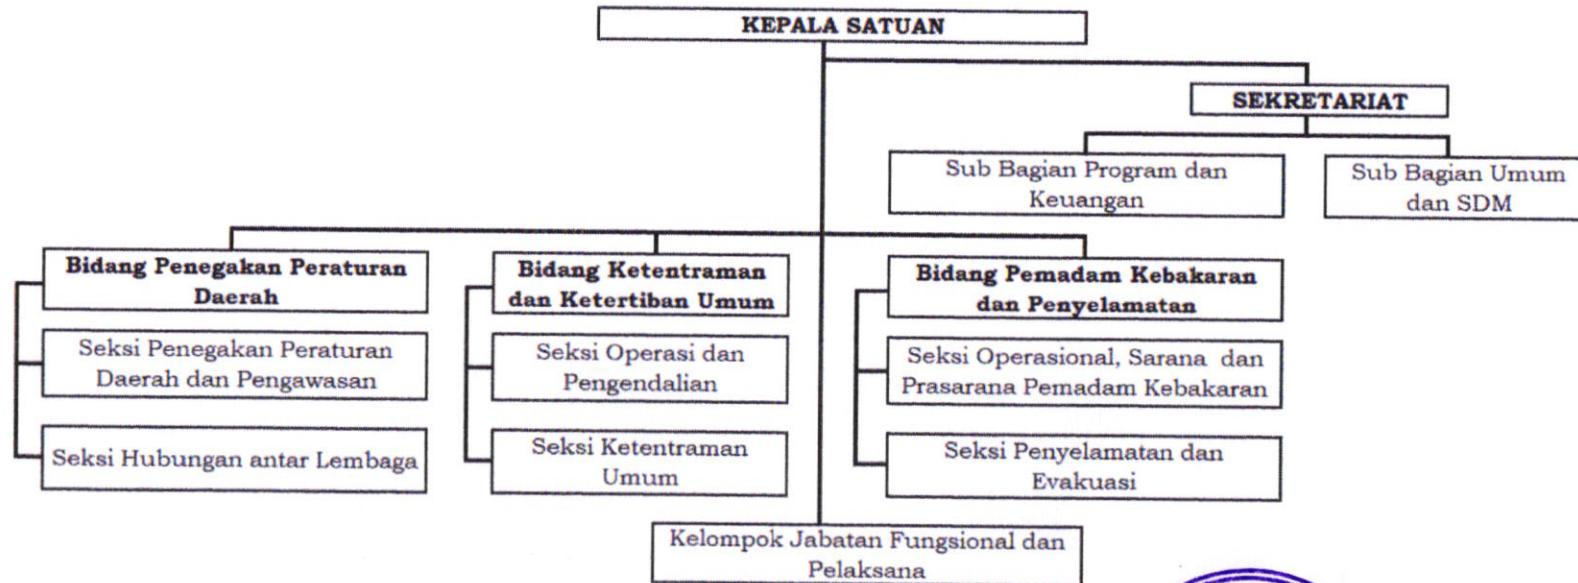 KEPALA SATUAN
SEKRETARIAT
Sub Bagian Program dan
Keuangan
Sub Bagian Umum
dan SDM
Bidang Penegakan Peraturan
Daerah
Seksi Penegakan Peraturan
Daerah dan Pengawasan
Seksi Hubungan antar Lembaga
Bidang Ketentraman
dan Ketertiban Umum
Seksi Operasi dan
Pengendalian
Seksi Ketentraman
Umum
Bidang Pemadam Kebakaran
dan Penyelamatan
Seksi Operasional, Sarana dan
Prasarana Pemadam Kebakaran
Seksi Penyelamatan dan
Evakuasi
Kelompok Jabatan Fungsional dan
Pelaksana